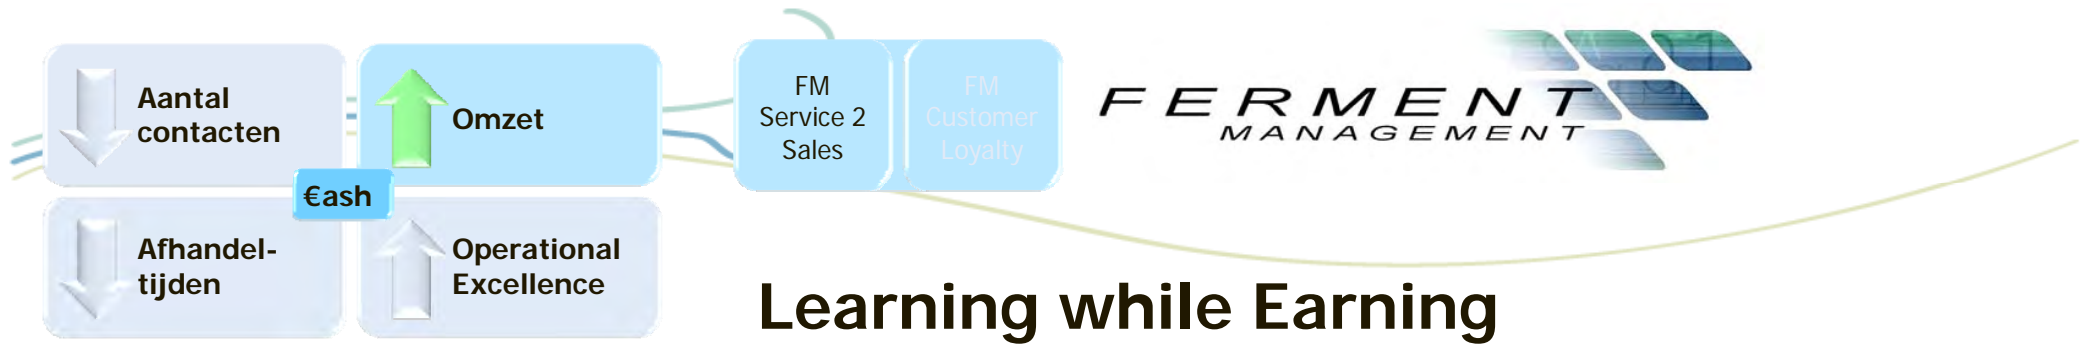 Aantal
contacten
Omzet
€ash
Afhandel-
tijden
Operational
Excellence
FM
Service 2
Sales
FM
Customer
Loyalty
FERMENT
MANAGEMENT
Learning while Earning